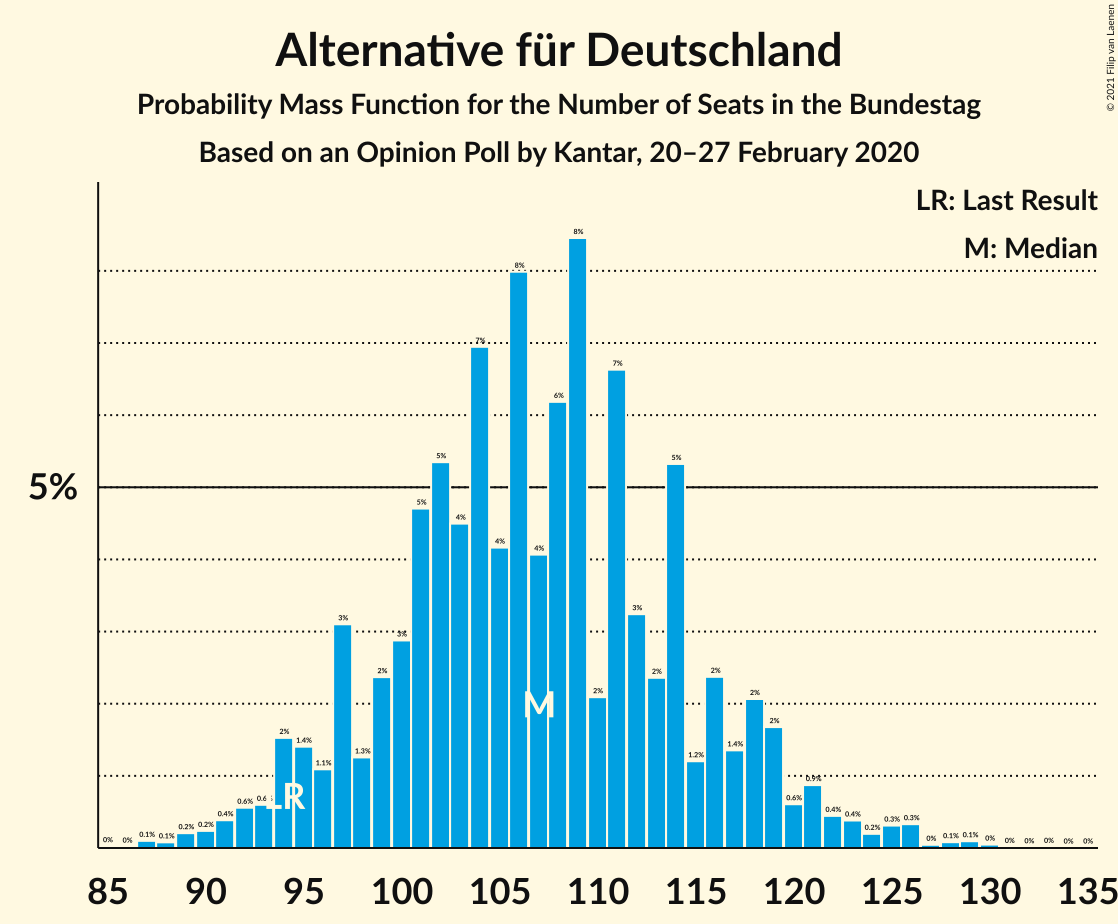 Alternative für Deutschland
Probability Mass Function for the Number of Seats in the Bundestag
Based on an Opinion Poll by Kantar, 20–27 February 2020
© 2021 Filip van Laenen
LR: Last Result
M: Median
5%
0% 0% 0.1% 0.1% 0.2% 0.2% 0.4% 0.6% 0.6 2% 1.4% 1.1% 3% 1.3% 2% 3% 5% 5% 4% 7% 4% 8% 4% 6% 8% 2% 7% 3% 2% 5% 1.2% 2% 1.4% 2% 2% 0.6% 0.9% 0.4% 0.4% 0.2% 0.3% 0.3% 0% 0.1% 0.1% 0% 0% 0% 0% 0% 0%
LR
M
85 90 95 100 105 110 115 120 125 130 135